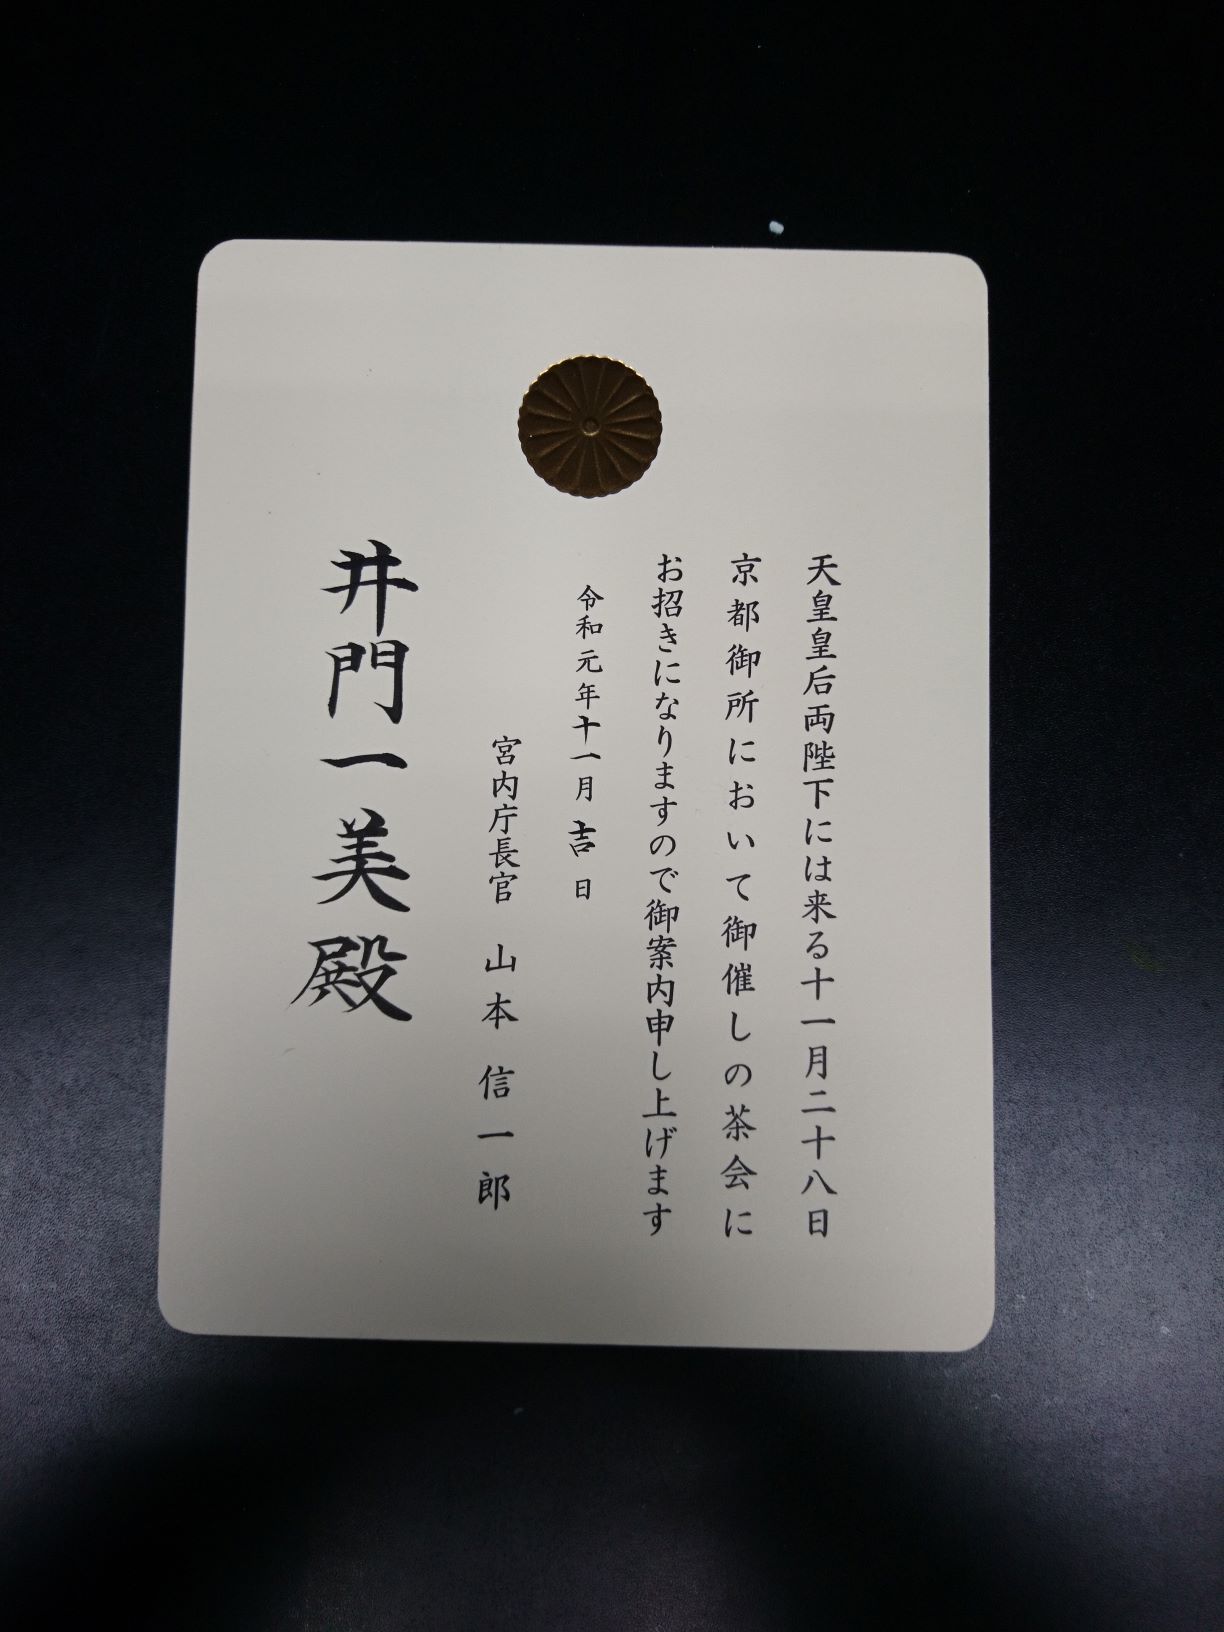 天皇皇后両陛下には来る十一月二十八日
京都御所において御催しの茶会に
お招きになりますので御案内申し上げます
令和元年十一月吉日
宮内庁長官 山本信一郎
井門一美殿